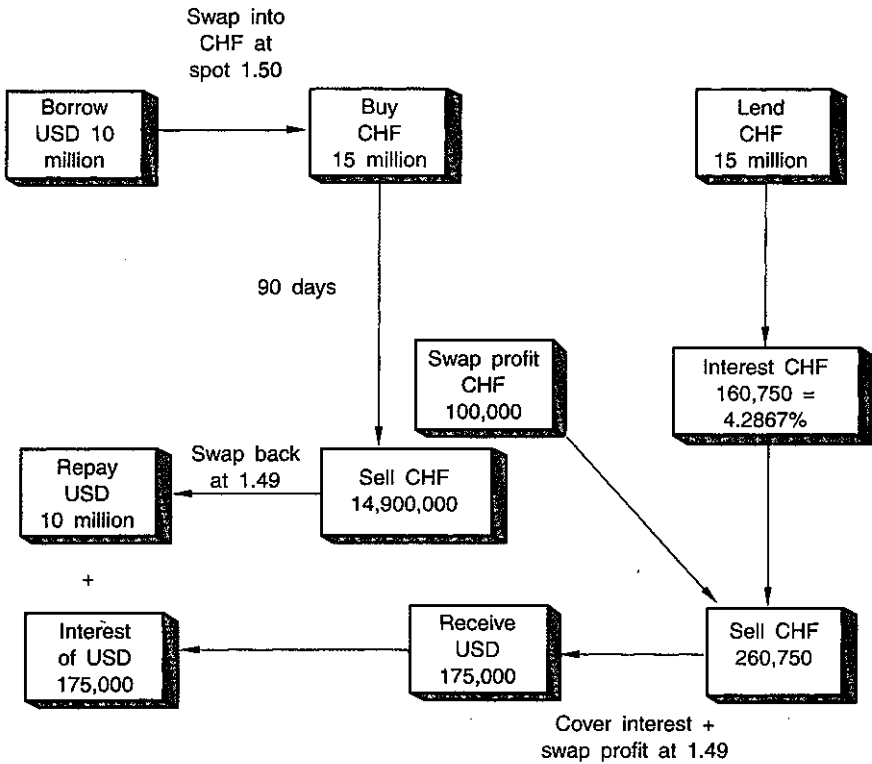 Swap into
CHF at
spot 1.50
Borrow
USD 10
million
Buy
CHF
15 million
Lend
CHF
15 million
90 days
Swap profit
CHF
100,000
Interest CHF
160,750 =
4.2867%
Repay
USD
10 million
Swap back
at 1.49
Sell CHF
14,900,000
+
Interest
of USD
175,000
Receive
USD
175,000
Sell CHF
260,750
Cover interest +
swap profit at 1.49